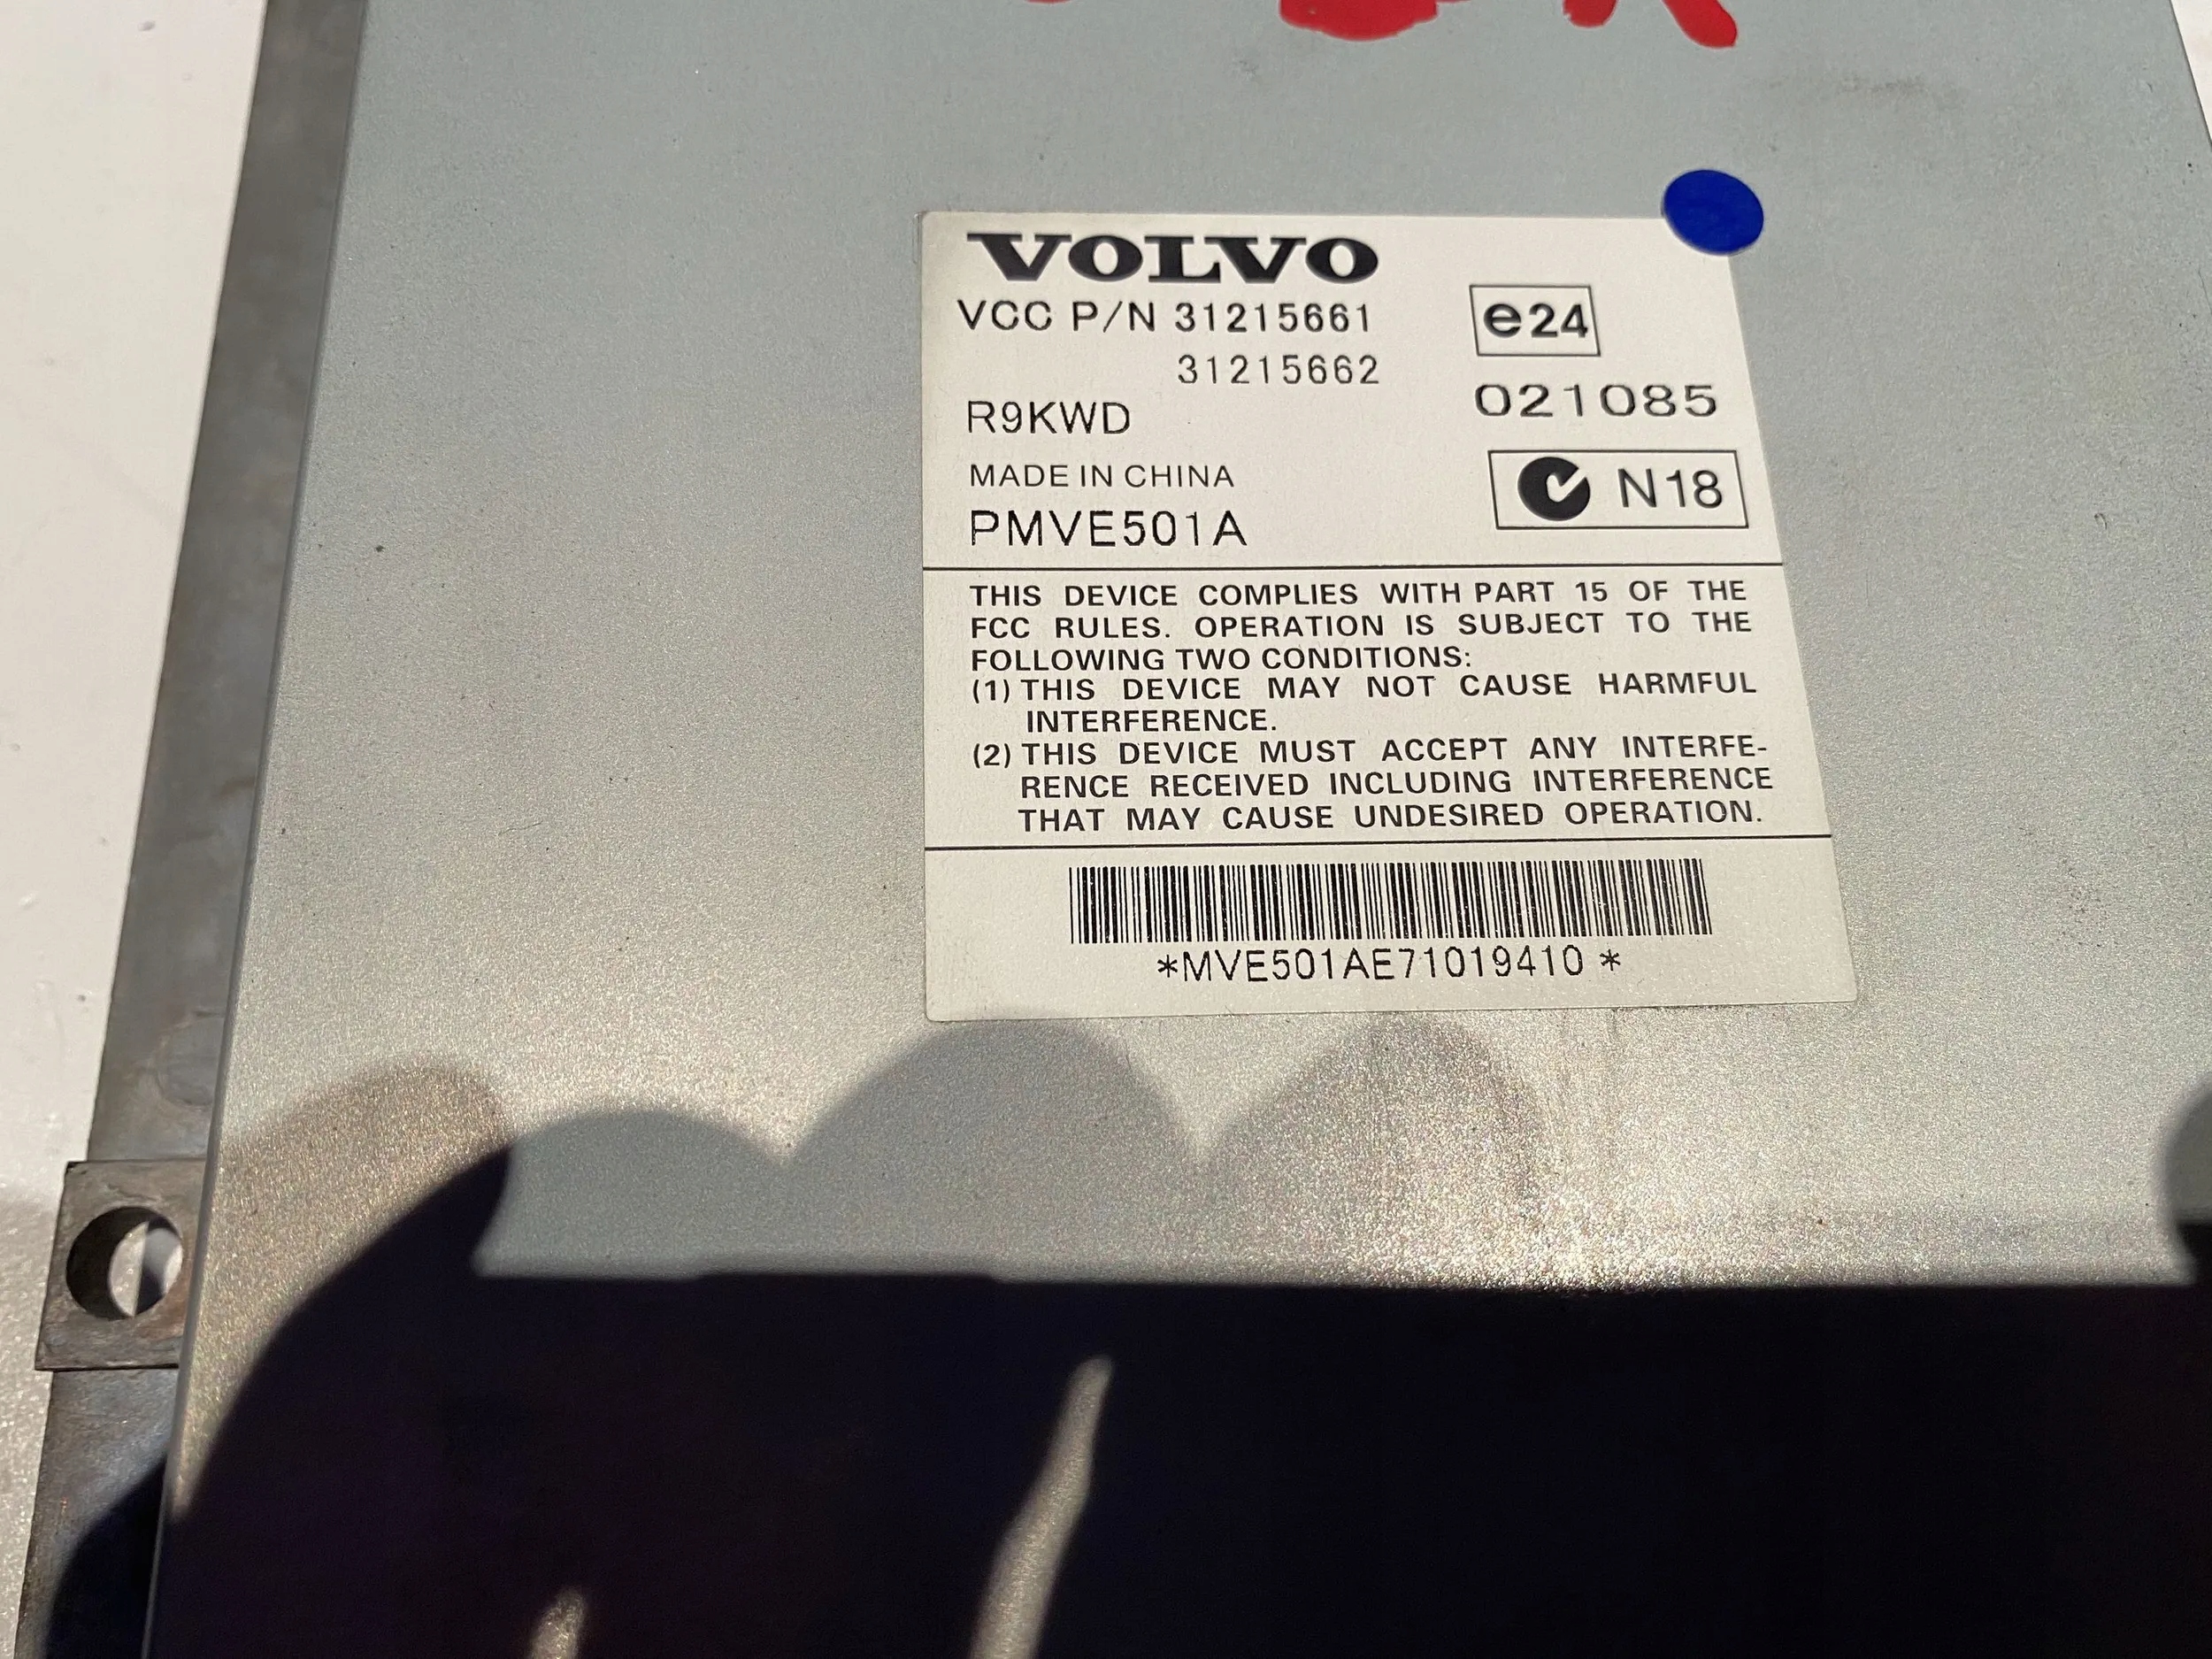 VOLVO
VCC P/N 31215661
31215662
R9KWD
MADE IN CHINA
PMVE501A
e24
021085
N18
THIS DEVICE COMPLIES WITH PART 15 OF THE
FCC RULES. OPERATION IS SUBJECT TO THE
FOLLOWING TWO CONDITIONS:
(1) THIS DEVICE MAY NOT CAUSE HARMFUL
INTERFERENCE.
(2) THIS DEVICE MUST ACCEPT ANY INTERFE-
RENCE RECEIVED INCLUDING INTERFERENCE
THAT MAY CAUSE UNDESIRED OPERATION.
*MVE501AE71019410*